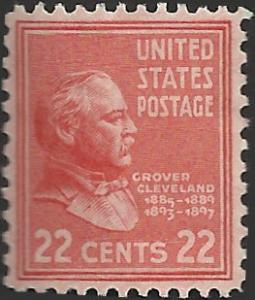 UNITED
STATES
POSTAGE
GROVER
CLEVELAND
1885-1889
1893-1897
22 CENTS 22